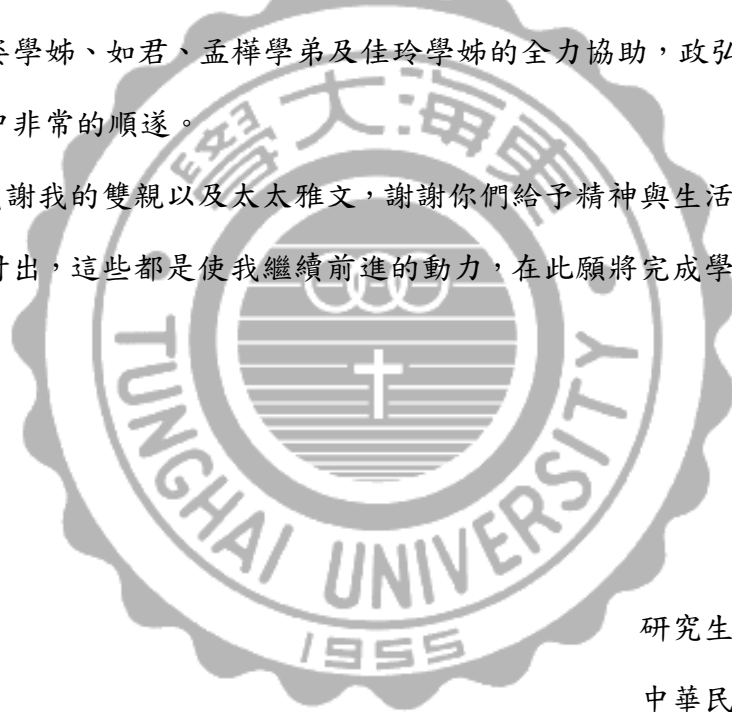 學姊、如君、孟樺學弟及佳玲學姊的全力協助，政弘
中非常的順遂。
東海大學
謝我的雙親以及太太雅文，謝謝你們給予精神與生活
付出，這些都是使我繼續前進的動力，在此願將完成學
TUNGHAI UNIVERSITY
1955
研究生
中華民